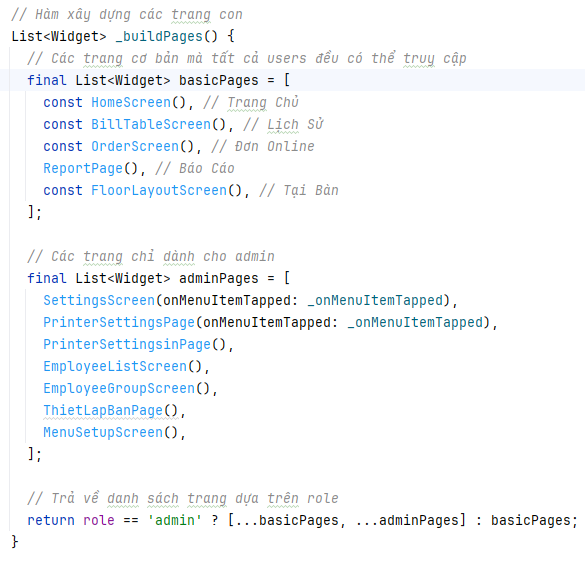 // Hàm xây dựng các trang con
List<Widget> _buildPages() {
// Các trang cơ bản mà tất cả users đều có thể truy cập
final List<Widget> basicPages = [
const HomeScreen(), // Trang Chủ
const BillTableScreen(), // Lịch Sử
const OrderScreen(), // Đơn Online
ReportPage(), // Báo Cáo
const FloorLayoutScreen(), // Tại Bàn
];
// Các trang chỉ dành cho admin
final List<Widget> adminPages = [
SettingsScreen(onMenuItemTapped: _onMenuItemTapped),
PrinterSettingsPage(onMenuItemTapped: _onMenuItemTapped),
PrinterSettingsinPage(),
EmployeeListScreen(),
EmployeeGroupScreen(),
ThietLapBanPage(),
MenuSetupScreen(),
];
// Trả về danh sách trang dựa trên role
return role == 'admin' ? [...basicPages, ...adminPages] : basicPages;
}